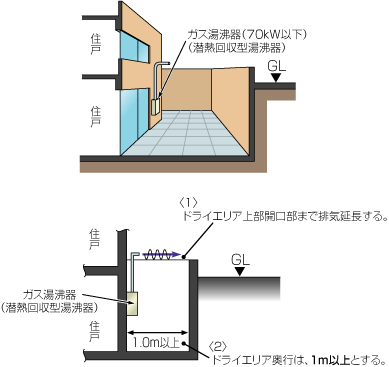 住戸
ガス湯沸器（70kW以下）
（潜熱回収型湯沸器）
GL
住戸
〈1〉
ドライエリア上部開口部まで排気延長する。
住戸
GL
ガス湯沸器
（潜熱回収型湯沸器）
住戸
1.0m以上
〈2〉
ドライエリア奥行は、1m以上とする。